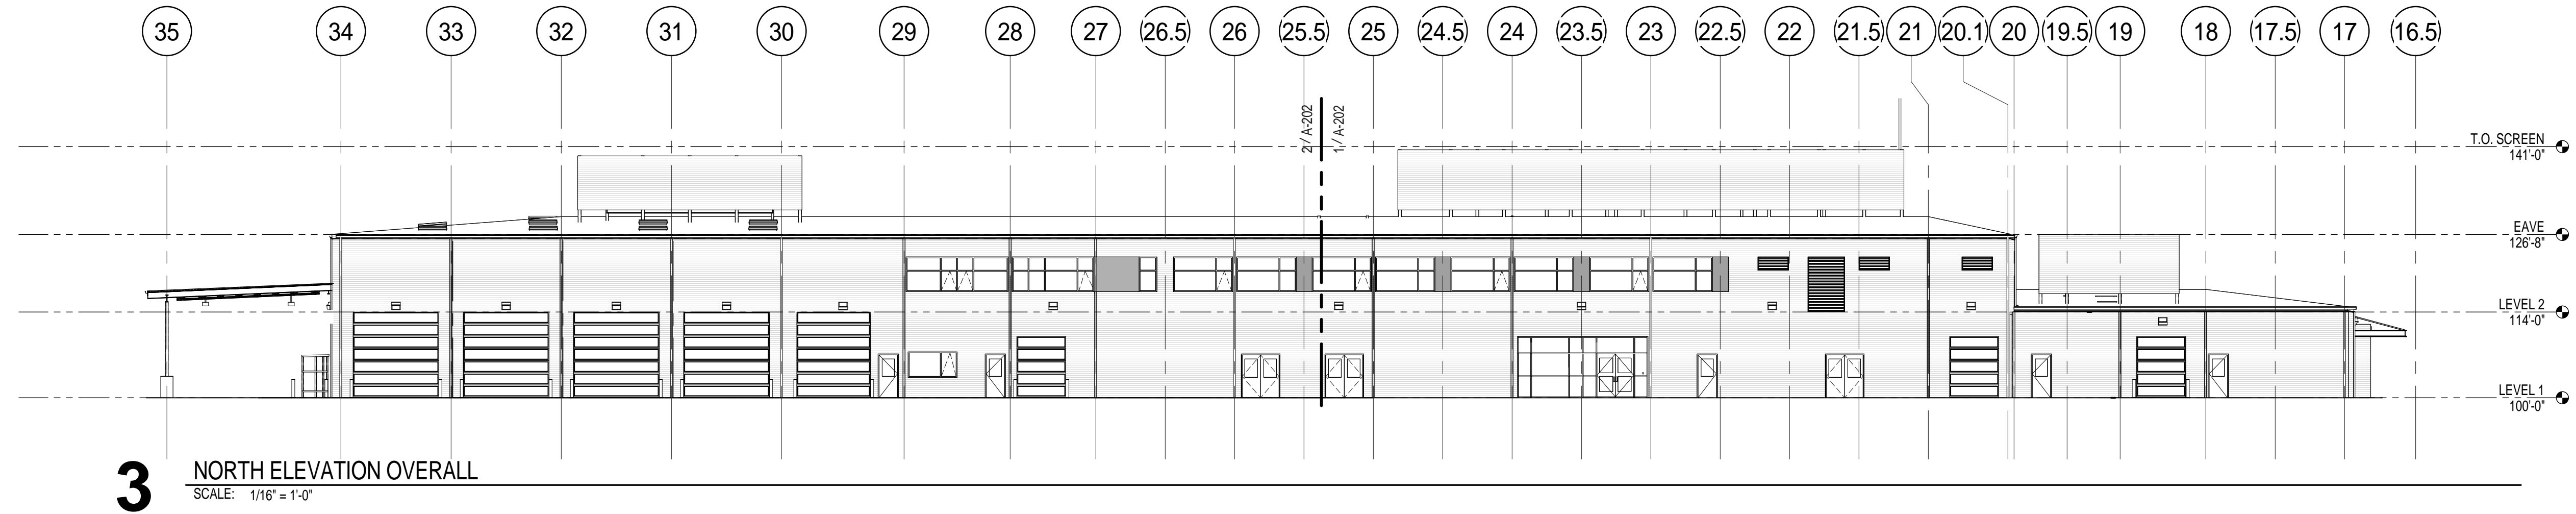 35 34 33 32 31 30 29 28 27 26.5 26 25.5 25 24.5 24 23.5 23 22.5 22 21.5 21 20.1 20 19.5 19 18 17.5 17 16.5
2 / A-202
1 / A-202
T.O. SCREEN
141'-0"
EAVE
126'-8"
LEVEL 2
114'-0"
LEVEL 1
100'-0"
3 NORTH ELEVATION OVERALL
SCALE: 1/16" = 1'-0"